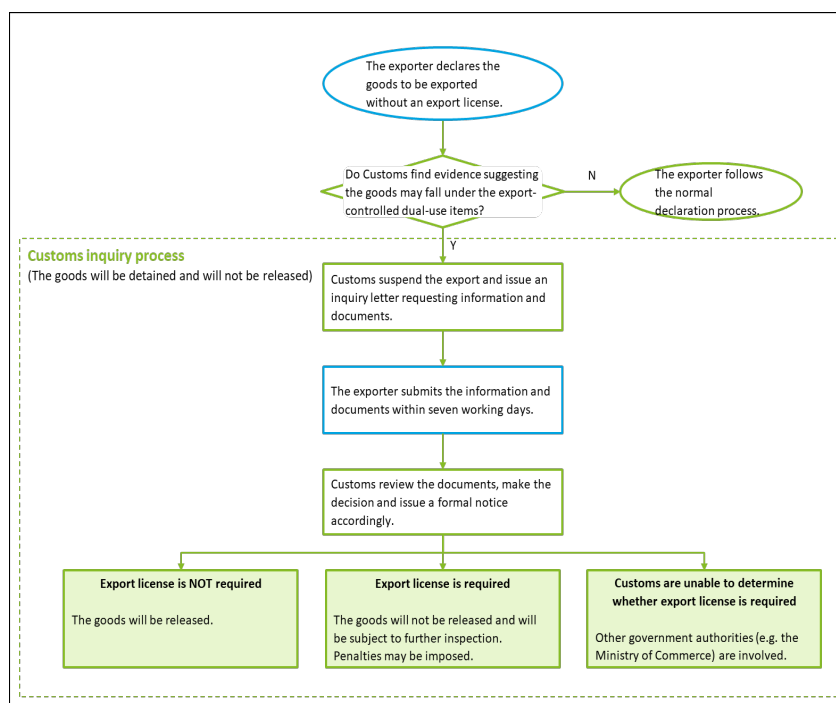 The exporter declares the
goods to be exported
without an export license.
Do Customs find evidence suggesting
the goods may fall under the export-
controlled dual-use items?
N
The exporter follows
the normal
declaration process.
Y
Customs inquiry process
(The goods will be detained and will not be released)
Customs suspend the export and issue an
inquiry letter requesting information and
documents.
The exporter submits the information and
documents within seven working days.
Customs review the documents, make the
decision and issue a formal notice
accordingly.
Export license is NOT required
The goods will be released.
Export license is required
The goods will not be released and will
be subject to further inspection.
Penalties may be imposed.
Customs are unable to determine
whether export license is required
Other government authorities (e.g. the
Ministry of Commerce) are involved.